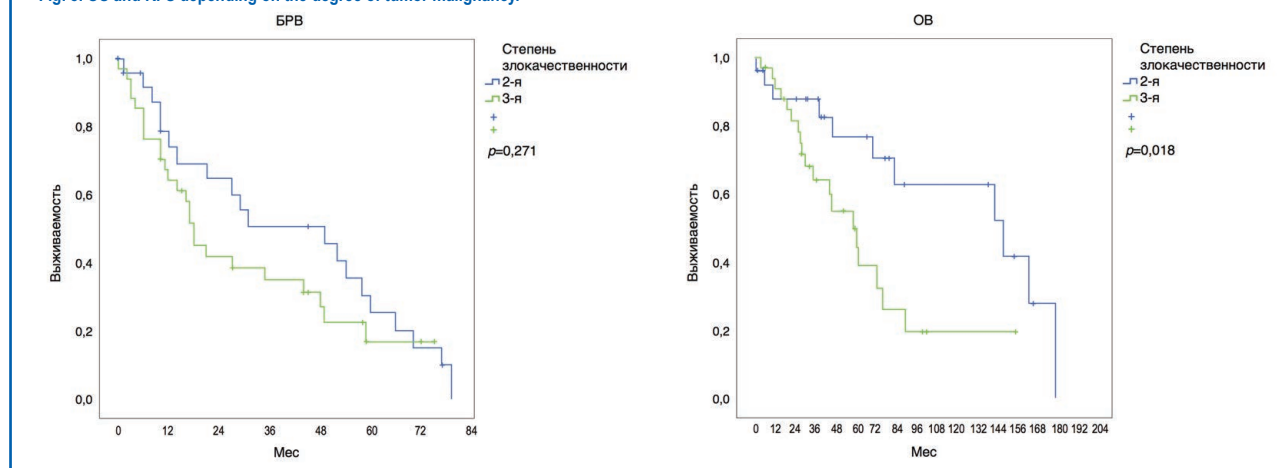 Fig. 3. OS and RFS depending on the degree of tumor malignancy.
БРВ
1,0
0,8
0,6
0,4
0,2
0,0
Выживаемость
0 12 24 36 48 60 72 84
Мес
Степень
злокачественности
2-я
3-я
p=0,271
ОВ
1,0
0,8
0,6
0,4
0,2
0,0
Выживаемость
0 12 24 36 48 60 72 84 96 108 120 132 144 156 168 180 192 204
Мес
Степень
злокачественности
2-я
3-я
p=0,018